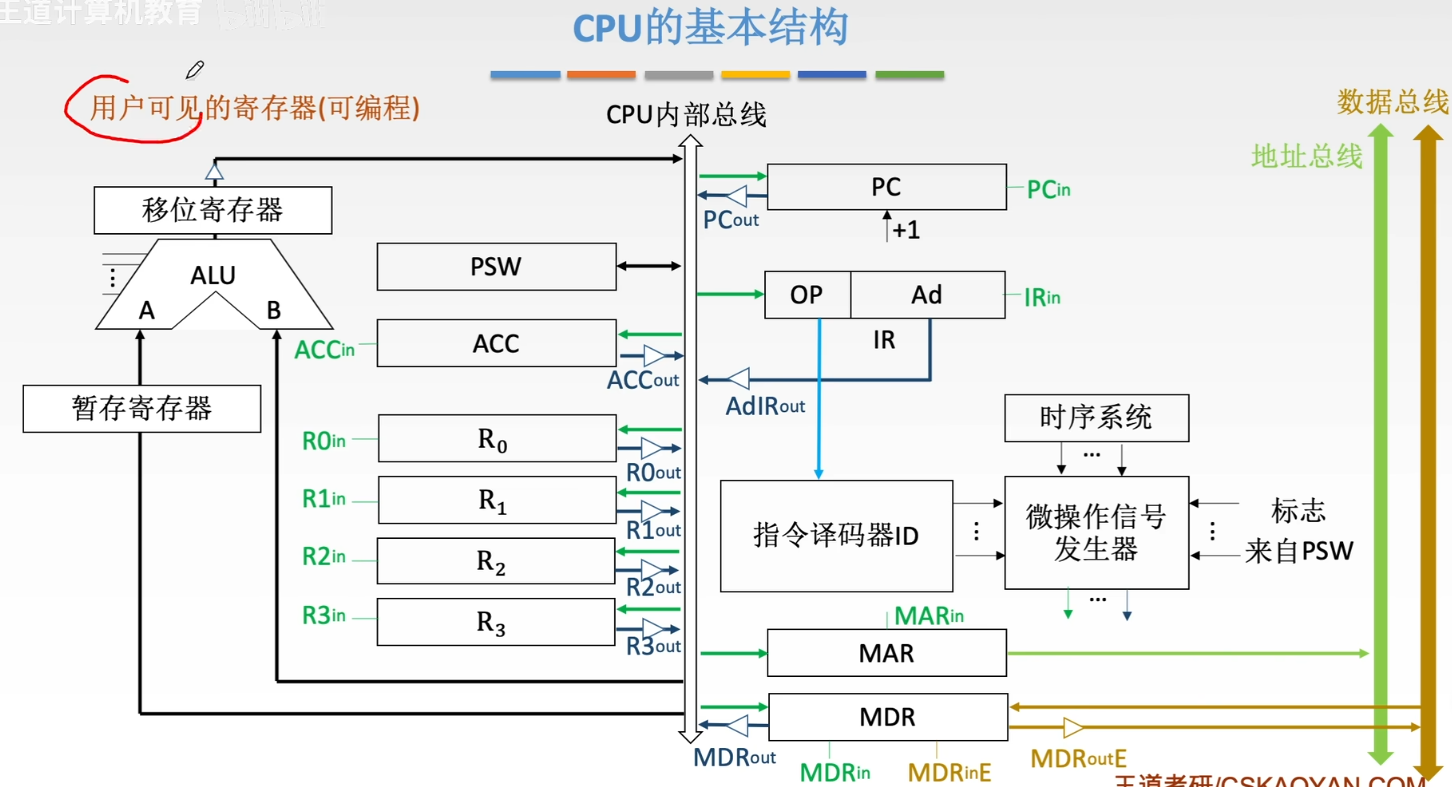 王道计算机教育
CPU的基本结构
用户可见的寄存器(可编程)
CPU内部总线
数据总线
地址总线
移位寄存器
ALU
A
B
暂存寄存器
PSW
ACC
ACCin
ACCout
R0
R0in
R0out
R1
R1in
R1out
R2
R2in
R2out
R3
R3in
R3out
PC
PCin
PCout
+1
OP
Ad
IRin
IR
AdIRout
时序系统
...
指令译码器ID
...
微操作信号
发生器
...
标志
来自PSW
...
MARin
MAR
MDR
MDRout
MDRin
MDRinE
MDRoutE
王道考研/CSKAOYAN.COM